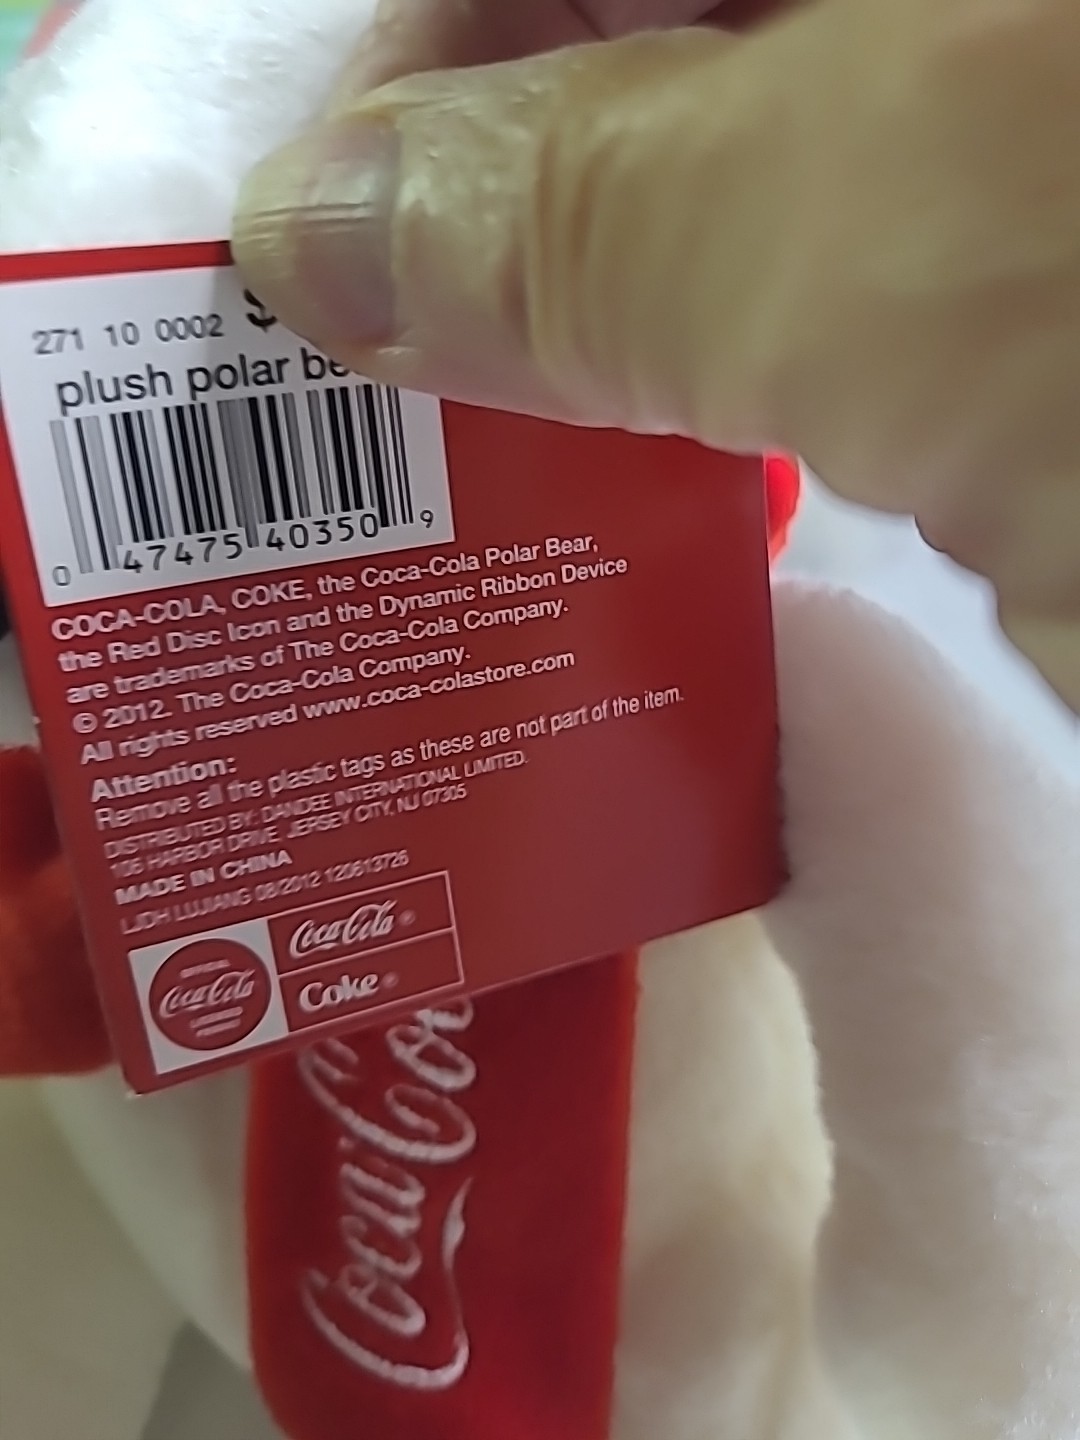 271 10 0002 $
plush polar be
0 47475 40350 9
COCA-COLA, COKE, the Coca-Cola Polar Bear,
the Red Disc Icon and the Dynamic Ribbon Device
are trademarks of The Coca-Cola Company.
© 2012. The Coca-Cola Company.
All rights reserved www.coca-colastore.com
Attention:
Remove all the plastic tags as these are not part of the item.
DISTRIBUTED BY: DANDEE INTERNATIONAL LIMITED.
106 HARBOR DRIVE, JERSEY CITY, NJ 07305
MADE IN CHINA
LJDH LUJIANG 08/2012 120613726
Coca-Cola ®
Coca-Cola
Coke ®
Coca-Cola